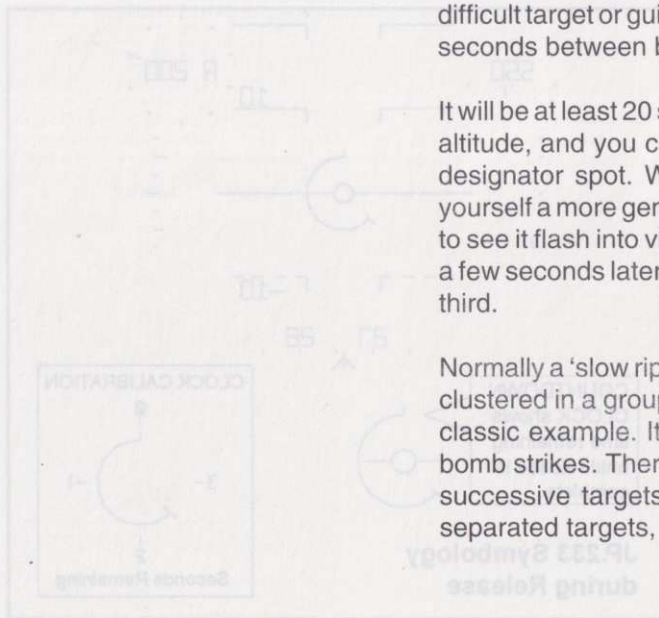 difficult target or gui
seconds between b
It will be at least 20 s
altitude, and you c
designator spot. W
yourself a more gen
to see it flash into v
a few seconds later
third.
Normally a 'slow rip
clustered in a group
classic example. It
bomb strikes. Then
successive targets
separated targets,
CLOCK CALIBRATION
Seconds Remaining
JP.233 Symbology
during Release